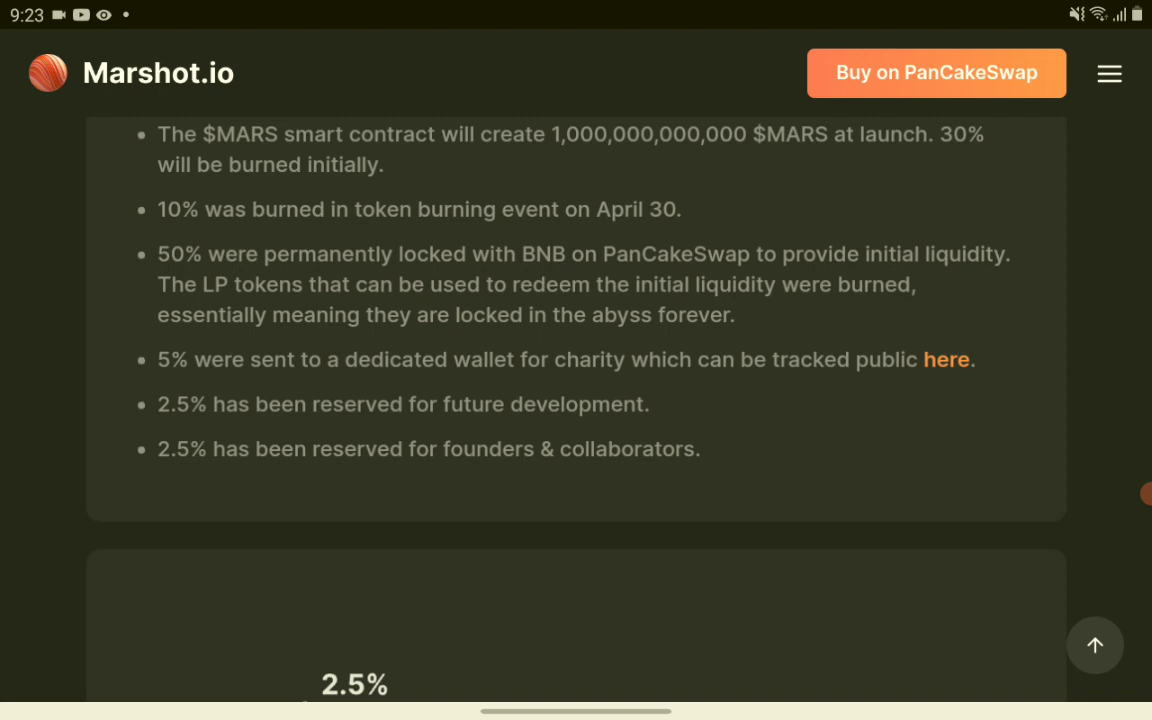 9:23
Marshot.io
Buy on PanCakeSwap
• The $MARS smart contract will create 1,000,000,000,000 $MARS at launch. 30%
will be burned initially.
• 10% was burned in token burning event on April 30.
• 50% were permanently locked with BNB on PanCakeSwap to provide initial liquidity.
The LP tokens that can be used to redeem the initial liquidity were burned,
essentially meaning they are locked in the abyss forever.
• 5% were sent to a dedicated wallet for charity which can be tracked public here.
• 2.5% has been reserved for future development.
• 2.5% has been reserved for founders & collaborators.
2.5%